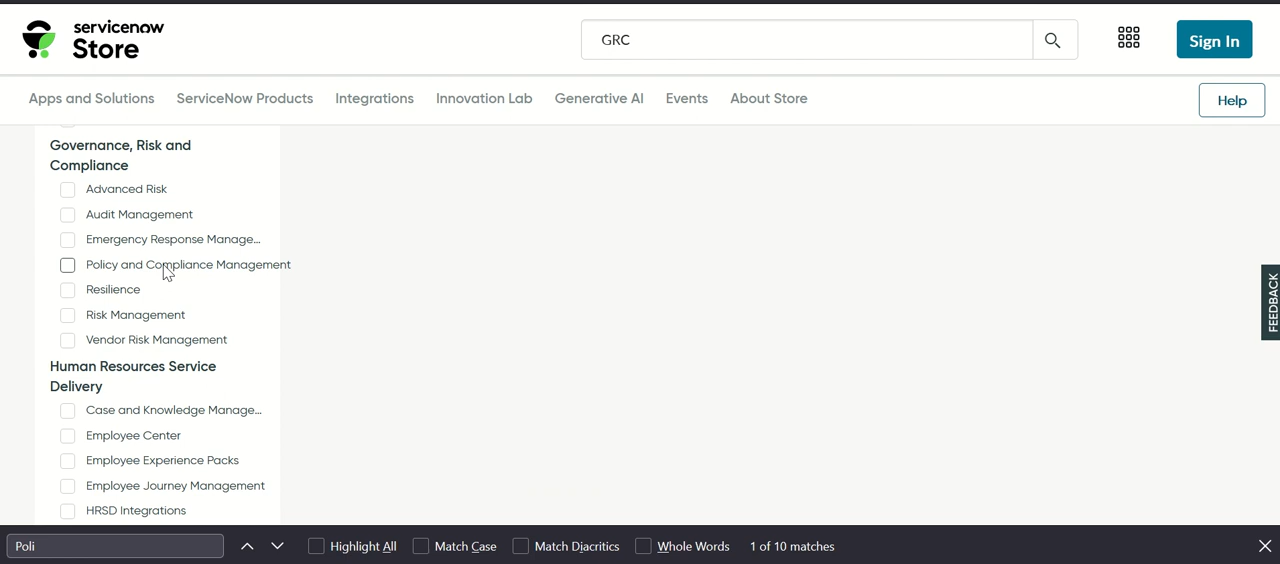 servicenow
Store
GRC
Sign In
Apps and Solutions ServiceNow Products Integrations Innovation Lab Generative AI Events About Store
Help
Governance, Risk and
Compliance
Advanced Risk
Audit Management
Emergency Response Manage...
Policy and Compliance Management
Resilience
Risk Management
Vendor Risk Management
Human Resources Service
Delivery
Case and Knowledge Manage...
Employee Center
Employee Experience Packs
Employee Journey Management
HRSD Integrations
FEEDBACK
Poli Highlight All Match Case Match Diacritics Whole Words 1 of 10 matches